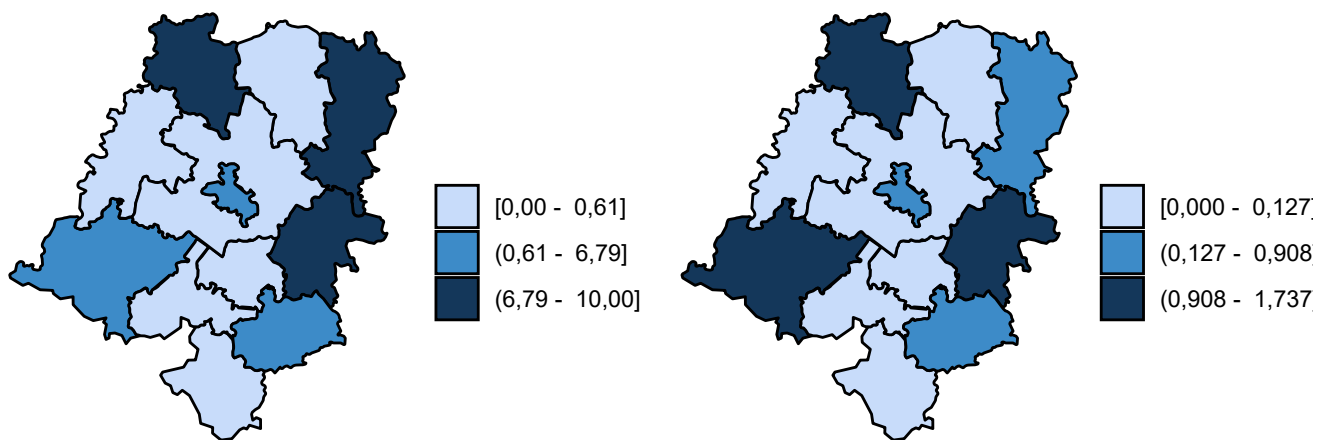 [0,00 - 0,61]
(0,61 - 6,79]
(6,79 - 10,00]
[0,000 - 0,127]
(0,127 - 0,908]
(0,908 - 1,737]